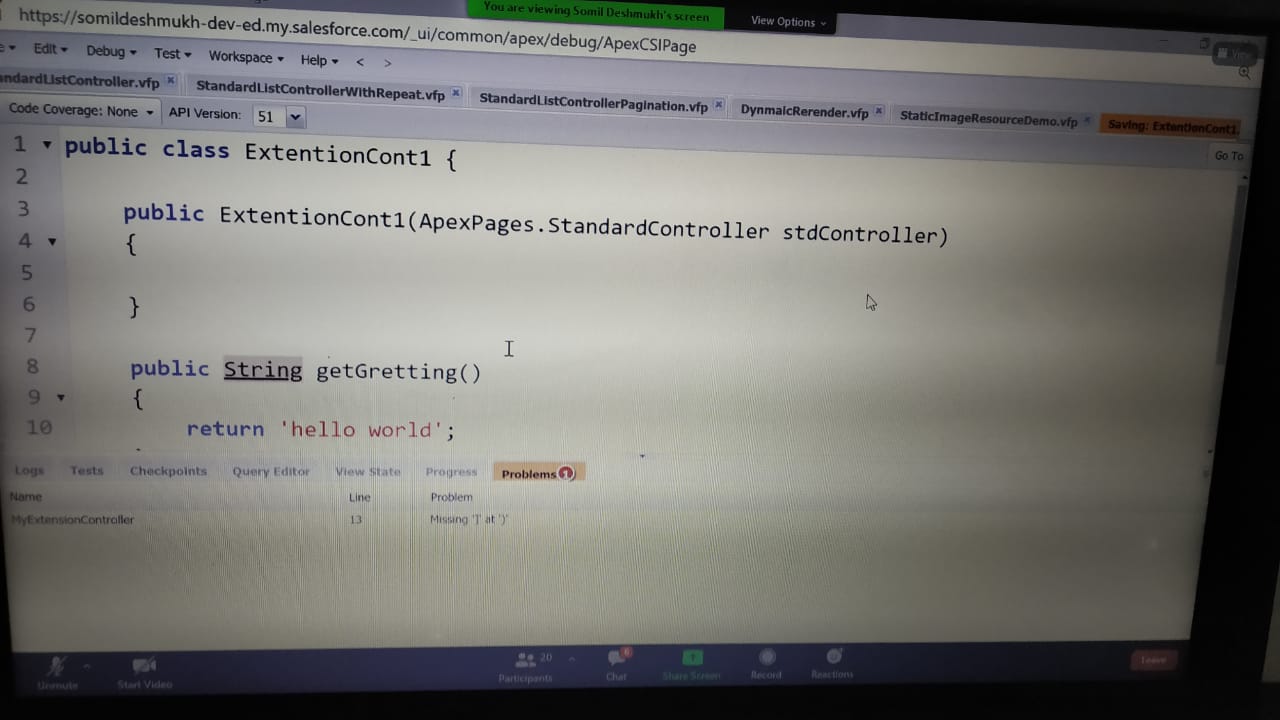 You are viewing Somil Deshmukh's screen
View Options
https://somildeshmukh-dev-ed.my.salesforce.com/_ui/common/apex/debug/ApexCSIPage
View
Edit Debug Test Workspace Help < >
andardListController.vfp StandardListControllerWithRepeat.vfp StandardListControllerPagination.vfp DynmaicRerender.vfp StaticImageResourceDemo.vfp Saving: ExtentionCont1.
Code Coverage: None API Version: 51
Go To
1 public class ExtentionCont1 {
2
3 public ExtentionCont1(ApexPages.StandardController stdController)
4 {
5
6 }
7
8 public String getGretting()
9 {
10 return 'hello world';
Logs Tests Checkpoints Query Editor View State Progress Problems 1
Name Line Problem
MyExtensionController 13 Missing ']' at ')'
Unmute Start Video Participants 20 Chat 6 Share Screen Record Reactions Leave